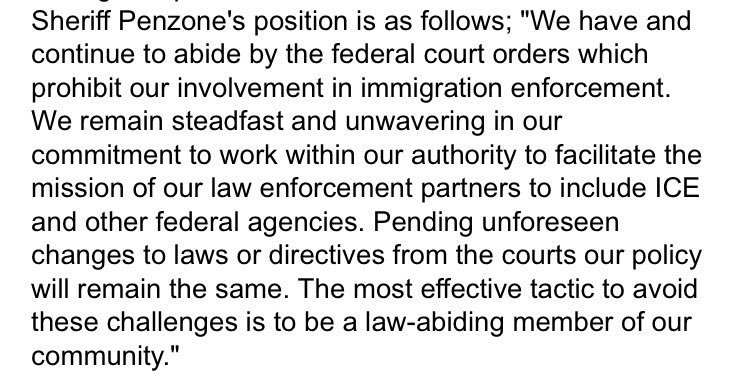 Sheriff Penzone's position is as follows; "We have and
continue to abide by the federal court orders which
prohibit our involvement in immigration enforcement.
We remain steadfast and unwavering in our
commitment to work within our authority to facilitate the
mission of our law enforcement partners to include ICE
and other federal agencies. Pending unforeseen
changes to laws or directives from the courts our policy
will remain the same. The most effective tactic to avoid
these challenges is to be a law-abiding member of our
community."